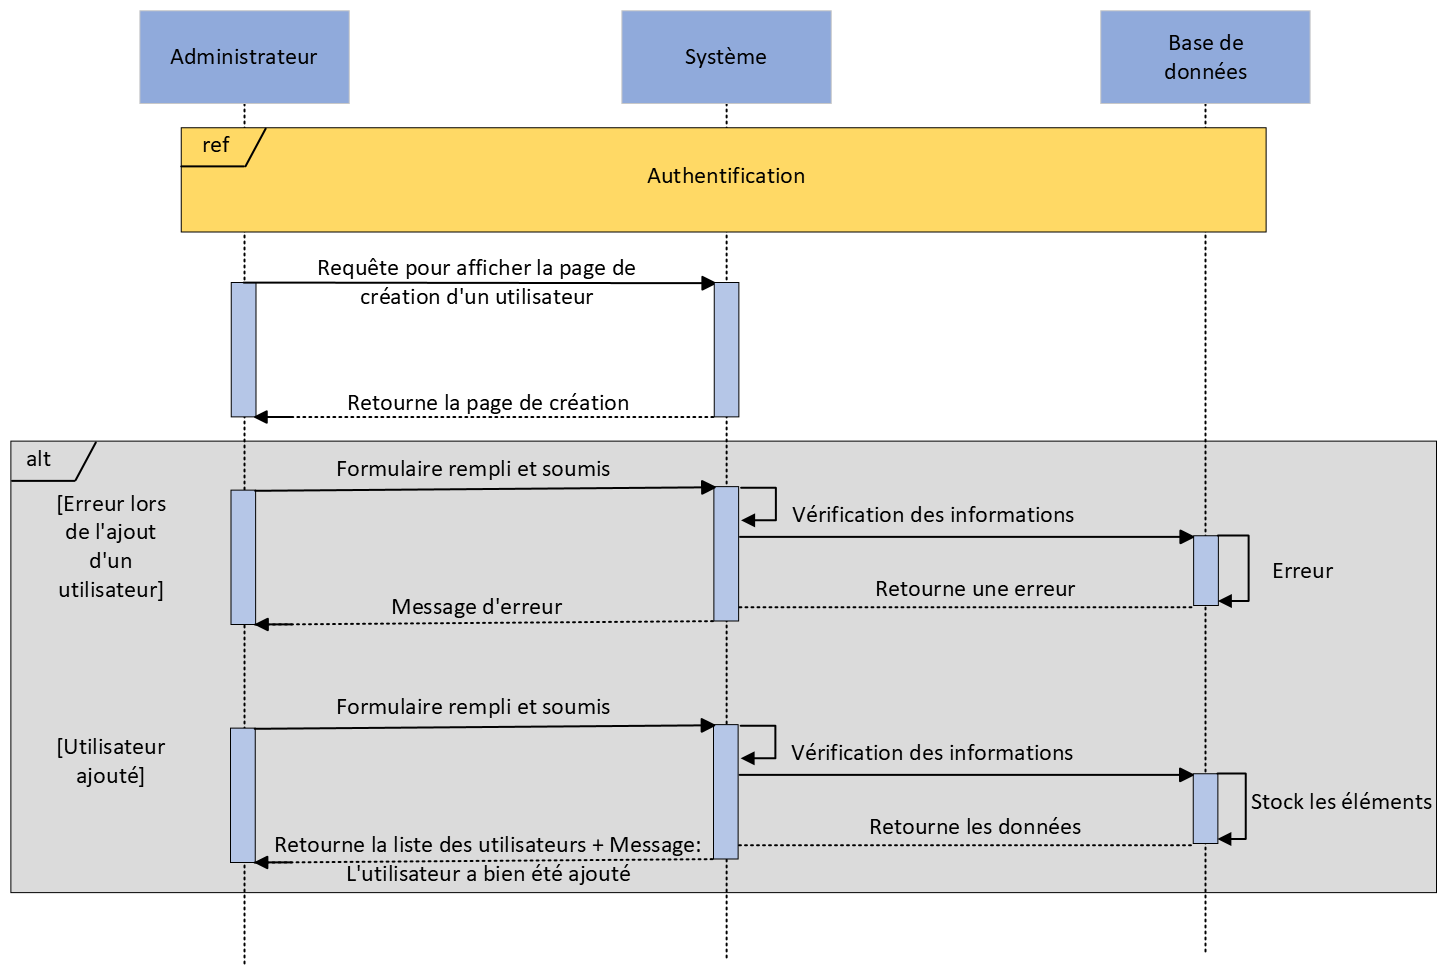 Administrateur
Système
Base de
données
ref
Authentification
Requête pour afficher la page de
création d'un utilisateur
Retourne la page de création
alt
[Erreur lors
de l'ajout
d'un
utilisateur]
Formulaire rempli et soumis
Vérification des informations
Erreur
Retourne une erreur
Message d'erreur
[Utilisateur
ajouté]
Formulaire rempli et soumis
Vérification des informations
Stock les éléments
Retourne les données
Retourne la liste des utilisateurs + Message:
L'utilisateur a bien été ajouté